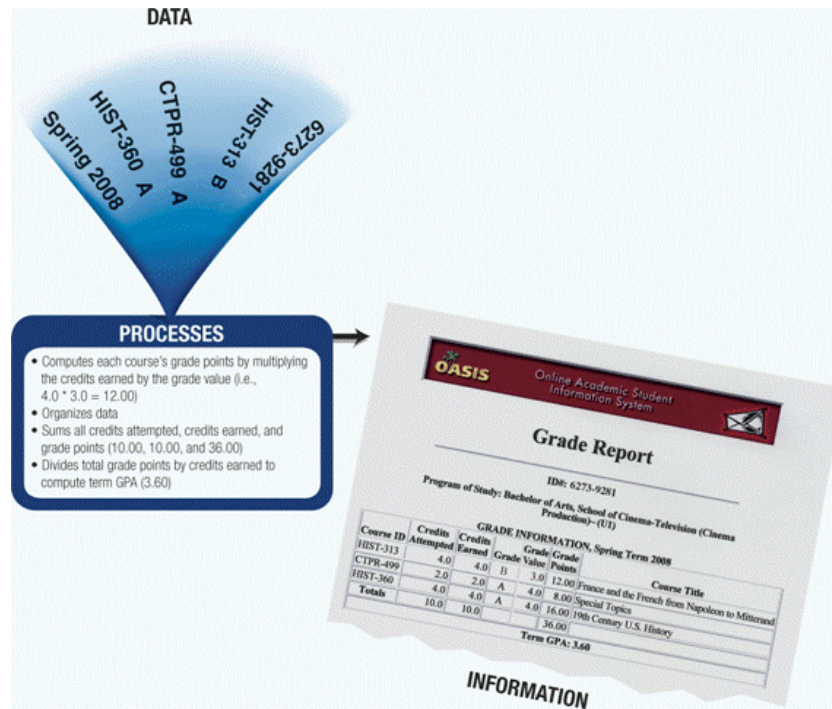 DATA
Spring 2008
HIST-360 A
CTPR-499 A
HIST-313 B
6273-9281
PROCESSES
• Computes each course's grade points by multiplying
the credits earned by the grade value (i.e.,
4.0 * 3.0 = 12.00)
• Organizes data
• Sums all credits attempted, credits earned, and
grade points (10.00, 10.00, and 36.00)
• Divides total grade points by credits earned to
compute term GPA (3.60)
OASIS
Online Academic Student
Information System
Grade Report
ID#: 6273-9281
Program of Study: Bachelor of Arts, School of Cinema-Television (Cinema
Production)~ (U1)
GRADE INFORMATION, Spring Term 2008
Course ID Credits Attempted Credits Earned Grade Grade Value Grade Points Course Title
HIST-313 4.0 4.0 B 3.0 12.00 France and the French from Napoleon to Mitterand
CTPR-499 2.0 2.0 A 4.0 8.00 Special Topics
HIST-360 4.0 4.0 A 4.0 16.00 19th Century U.S. History
Totals 10.0 10.0 36.00
Term GPA: 3.60
INFORMATION